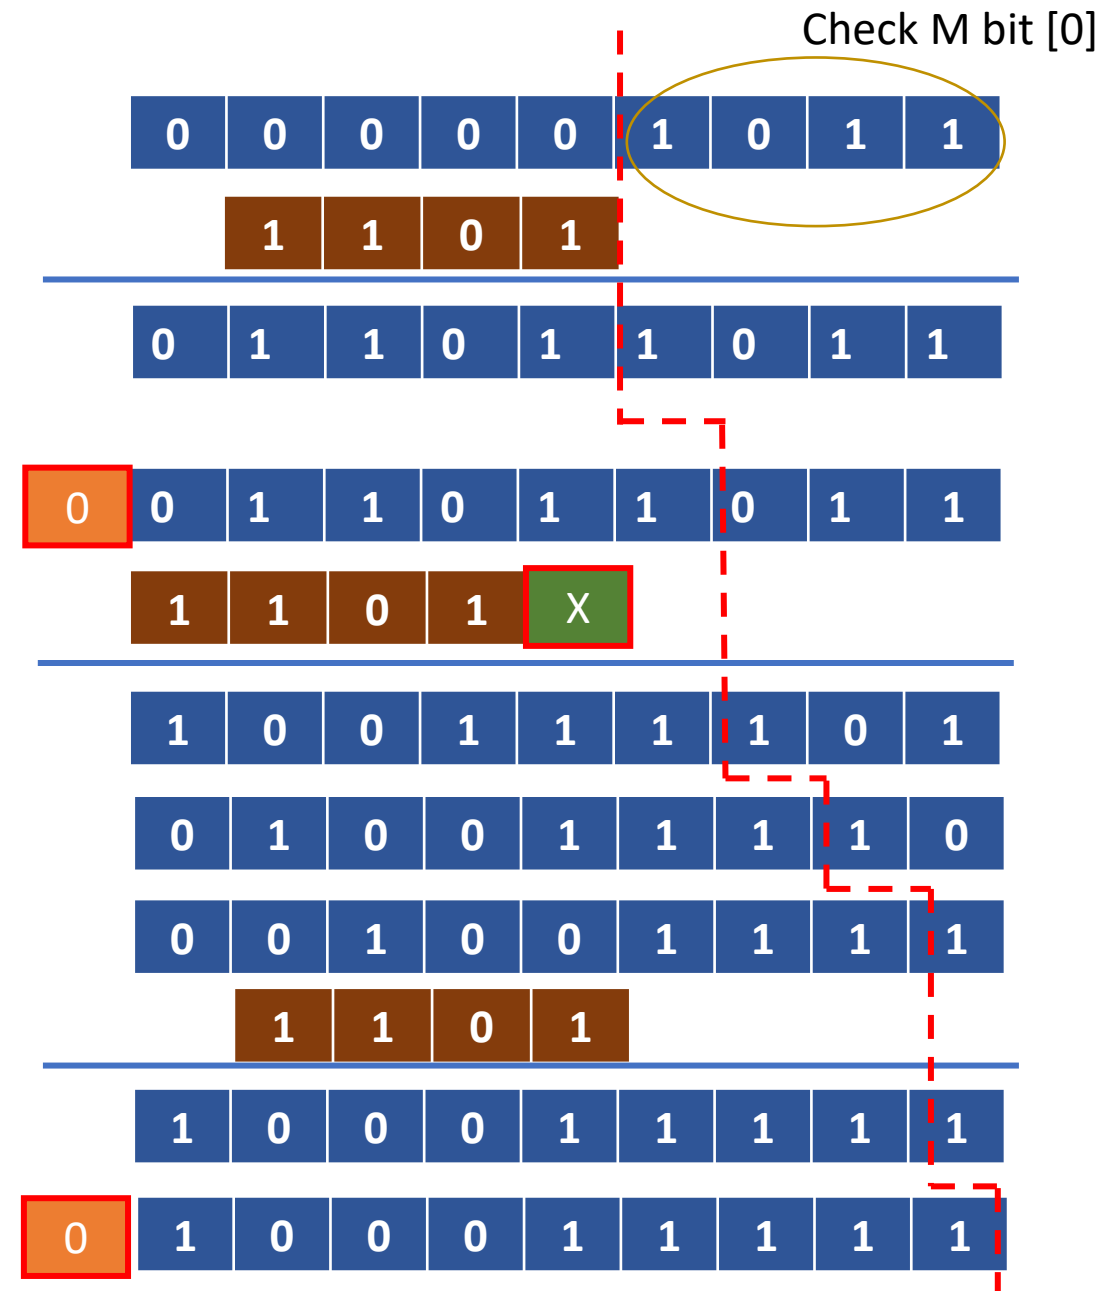 Check M bit [0]
0 0 0 0 0 1 0 1 1
1 1 0 1
0 1 1 0 1 1 0 1 1
0 0 1 1 0 1 1 0 1 1
1 1 0 1 X
1 0 0 1 1 1 1 0 1
0 1 0 0 1 1 1 1 0
0 0 1 0 0 1 1 1 1
1 1 0 1
1 0 0 0 1 1 1 1 1
0 1 0 0 0 1 1 1 1 1